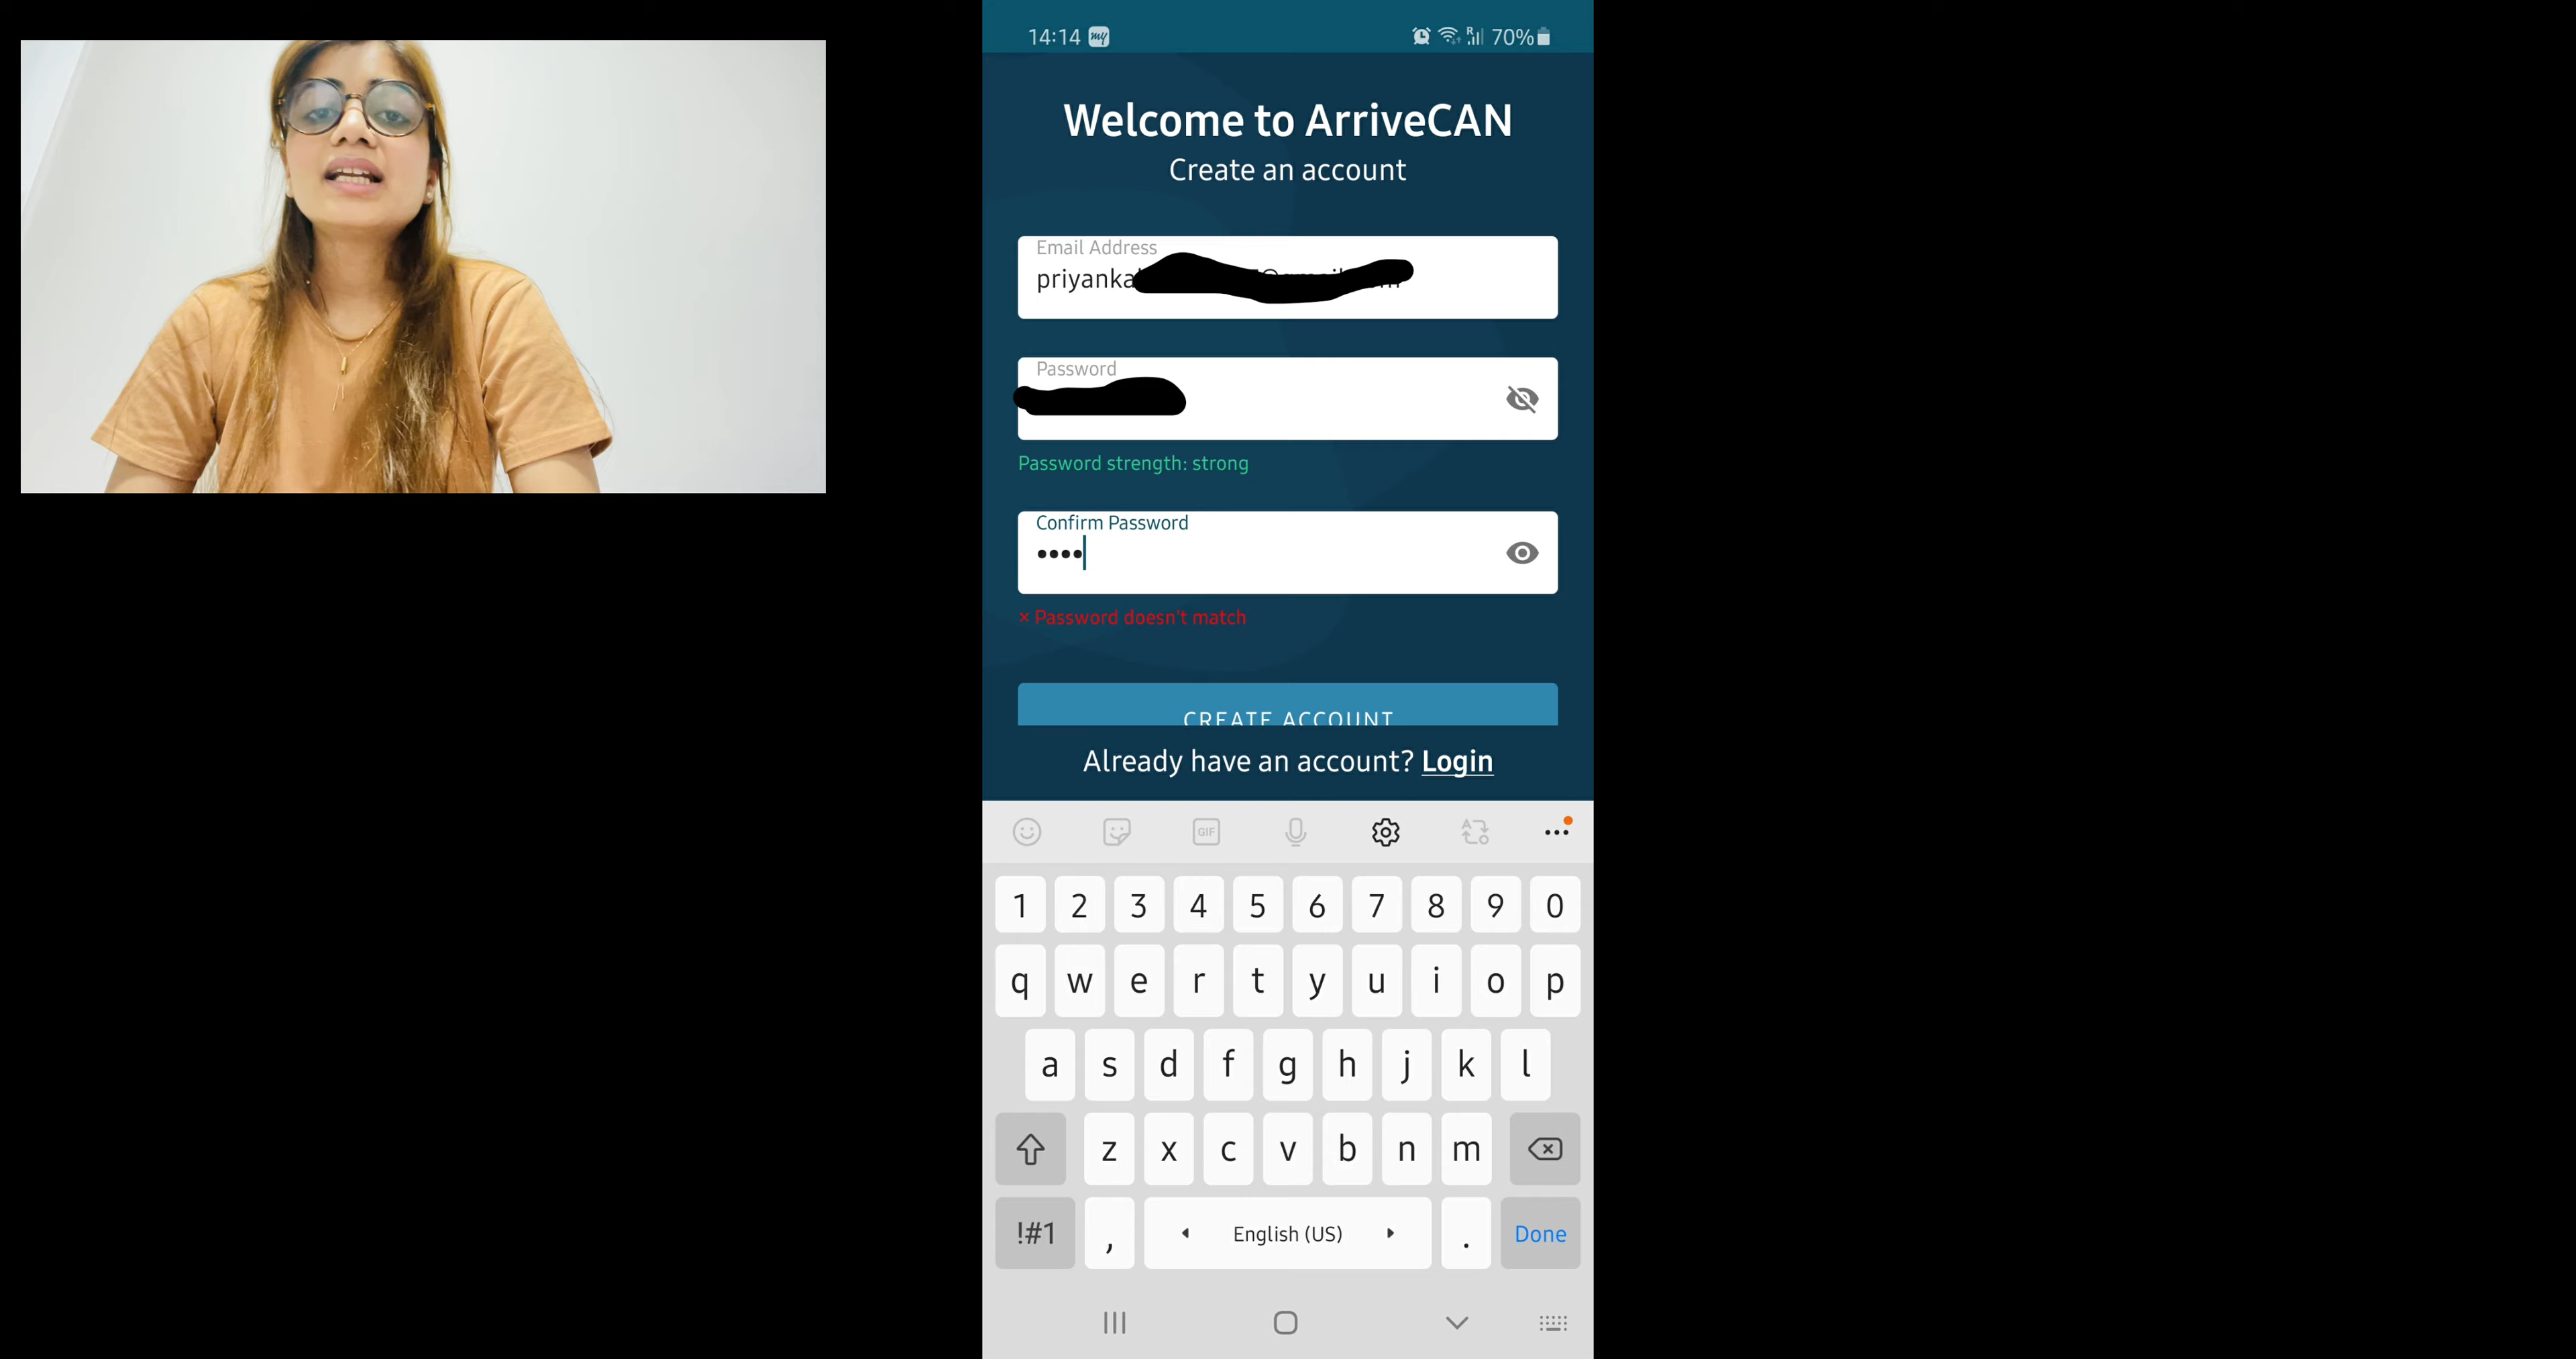 14:14 my R 70%
Welcome to ArriveCAN
Create an account
Email Address
priyanka
Password
Password strength: strong
Confirm Password
••••
× Password doesn't match
CREATE ACCOUNT
Already have an account? Login
GIF
1 2 3 4 5 6 7 8 9 0
q w e r t y u i o p
a s d f g h j k l
z x c v b n m
!#1 , English (US) . Done